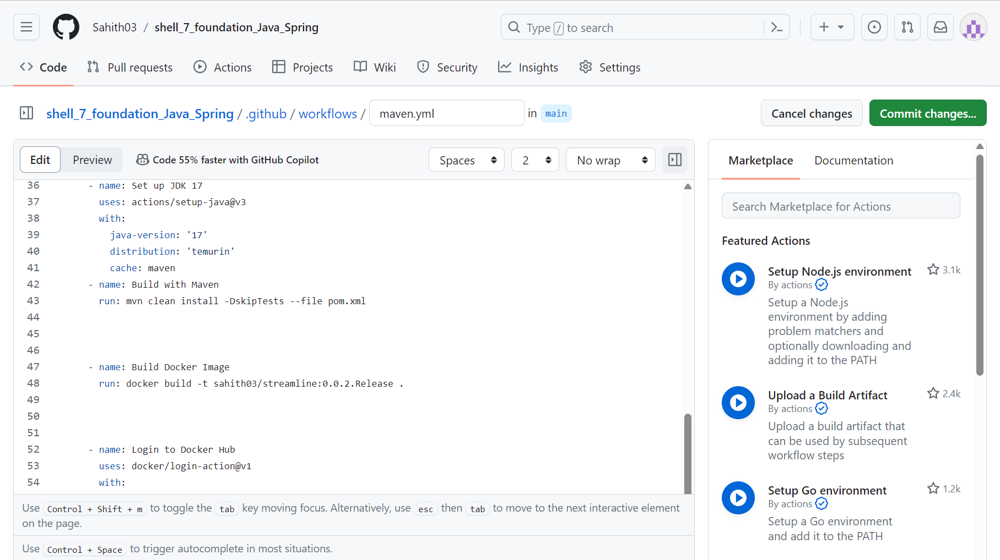 Sahith03 / shell_7_foundation_Java_Spring
Type / to search
Code
Pull requests
Actions
Projects
Wiki
Security
Insights
Settings
shell_7_foundation_Java_Spring / .github / workflows / maven.yml in main
Cancel changes
Commit changes...
Edit
Preview
Code 55% faster with GitHub Copilot
Spaces
2
No wrap
36 - name: Set up JDK 17
37 uses: actions/setup-java@v3
38 with:
39 java-version: '17'
40 distribution: 'temurin'
41 cache: maven
42 - name: Build with Maven
43 run: mvn clean install -DskipTests --file pom.xml
44
45
46
47 - name: Build Docker Image
48 run: docker build -t sahith03/streamline:0.0.2.Release .
49
50
51
52 - name: Login to Docker Hub
53 uses: docker/login-action@v1
54 with:
Use Control + Shift + m to toggle the tab key moving focus. Alternatively, use esc then tab to move to the next interactive element
on the page.
Use Control + Space to trigger autocomplete in most situations.
Marketplace
Documentation
Search Marketplace for Actions
Featured Actions
Setup Node.js environment
3.1k
By actions
Setup a Node.js
environment by adding
problem matchers and
optionally downloading and
adding it to the PATH
Upload a Build Artifact
2.4k
By actions
Upload a build artifact that
can be used by subsequent
workflow steps
Setup Go environment
1.2k
By actions
Setup a Go environment
and add it to the PATH